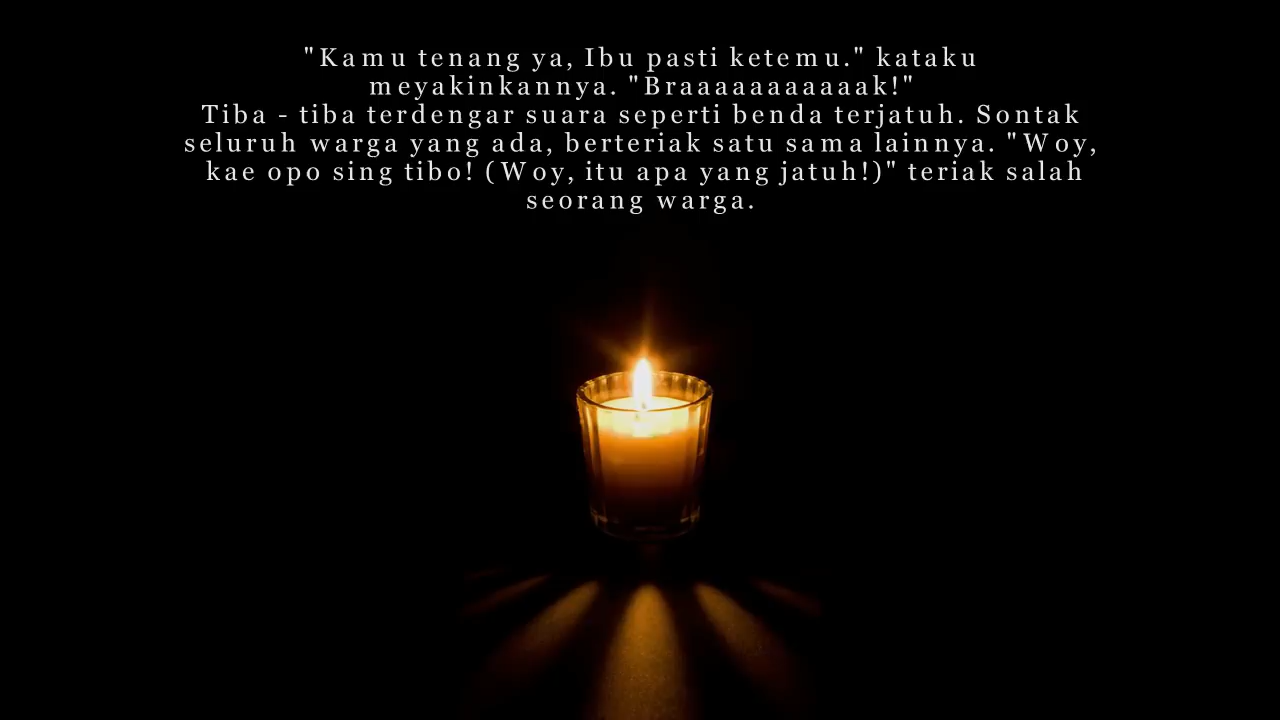 "Kamu tenang ya, Ibu pasti ketemu." kataku
meyakinkannya. "Braaaaaaaaaaak!"
Tiba - tiba terdengar suara seperti benda terjatuh. Sontak
seluruh warga yang ada, berteriak satu sama lainnya. "Woy,
kae opo sing tibo! (Woy, itu apa yang jatuh!)" teriak salah
seorang warga.